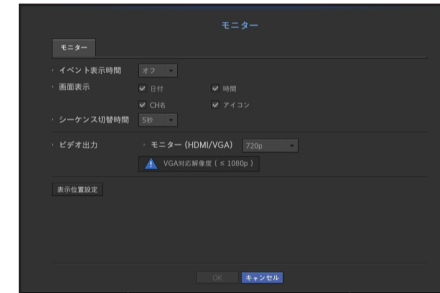 モニター
モニター
イベント表示時間 オフ
画面表示 日付 時間
CH名 アイコン
シーケンス切替時間 5秒
ビデオ出力 モニター (HDMI/VGA) 720p
VGA対応解像度 ( ≤ 1080p )
表示位置設定
OK キャンセル